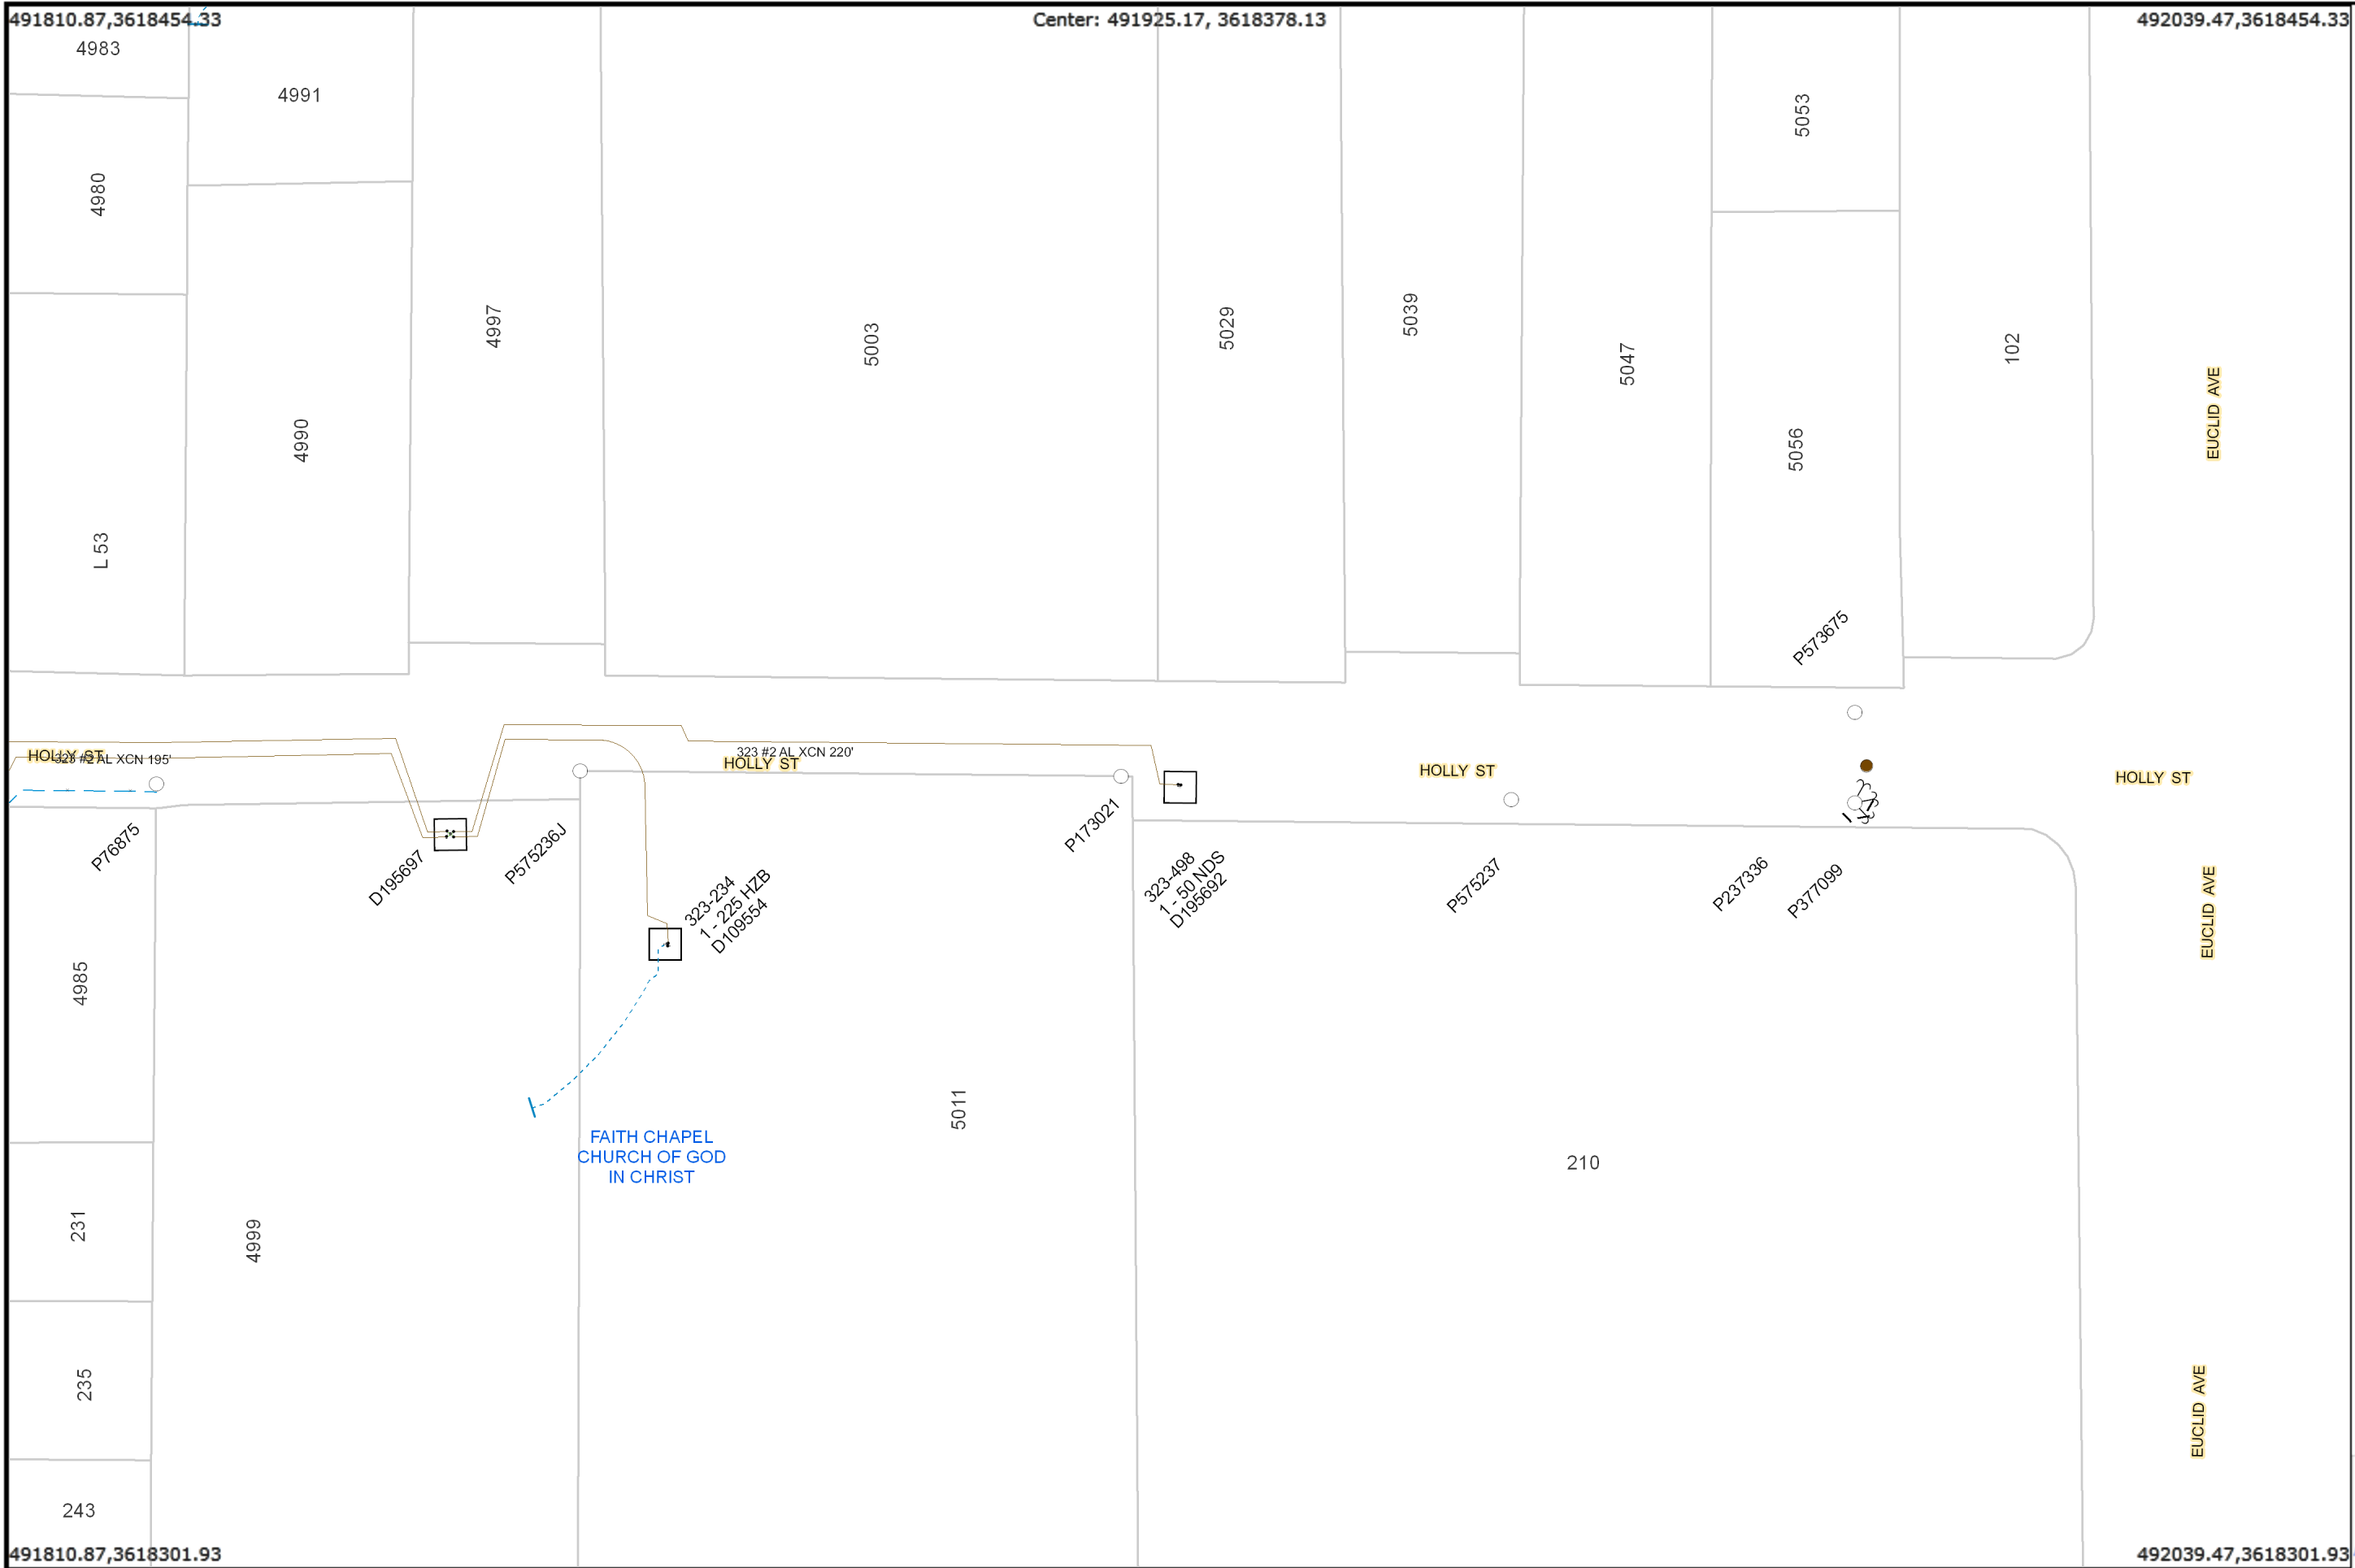 491810.87,3618454.33
Center: 491925.17, 3618378.13
492039.47,3618454.33
4983
4991
5053
4980
4997
5003
5029
5039
5047
102
EUCLID AVE
4990
5056
L 53
P573675
HOLLY ST
323 #2 AL XCN 195'
323 #2 AL XCN 220'
HOLLY ST
HOLLY ST
HOLLY ST
P76875
D195697
P575236J
P173021
323-498
1 - 50 NDS
D195692
P575237
P237336
P377099
EUCLID AVE
323-234
1 - 225 HZB
D109554
4985
5011
FAITH CHAPEL
CHURCH OF GOD
IN CHRIST
210
231
4999
235
EUCLID AVE
243
491810.87,3618301.93
492039.47,3618301.93